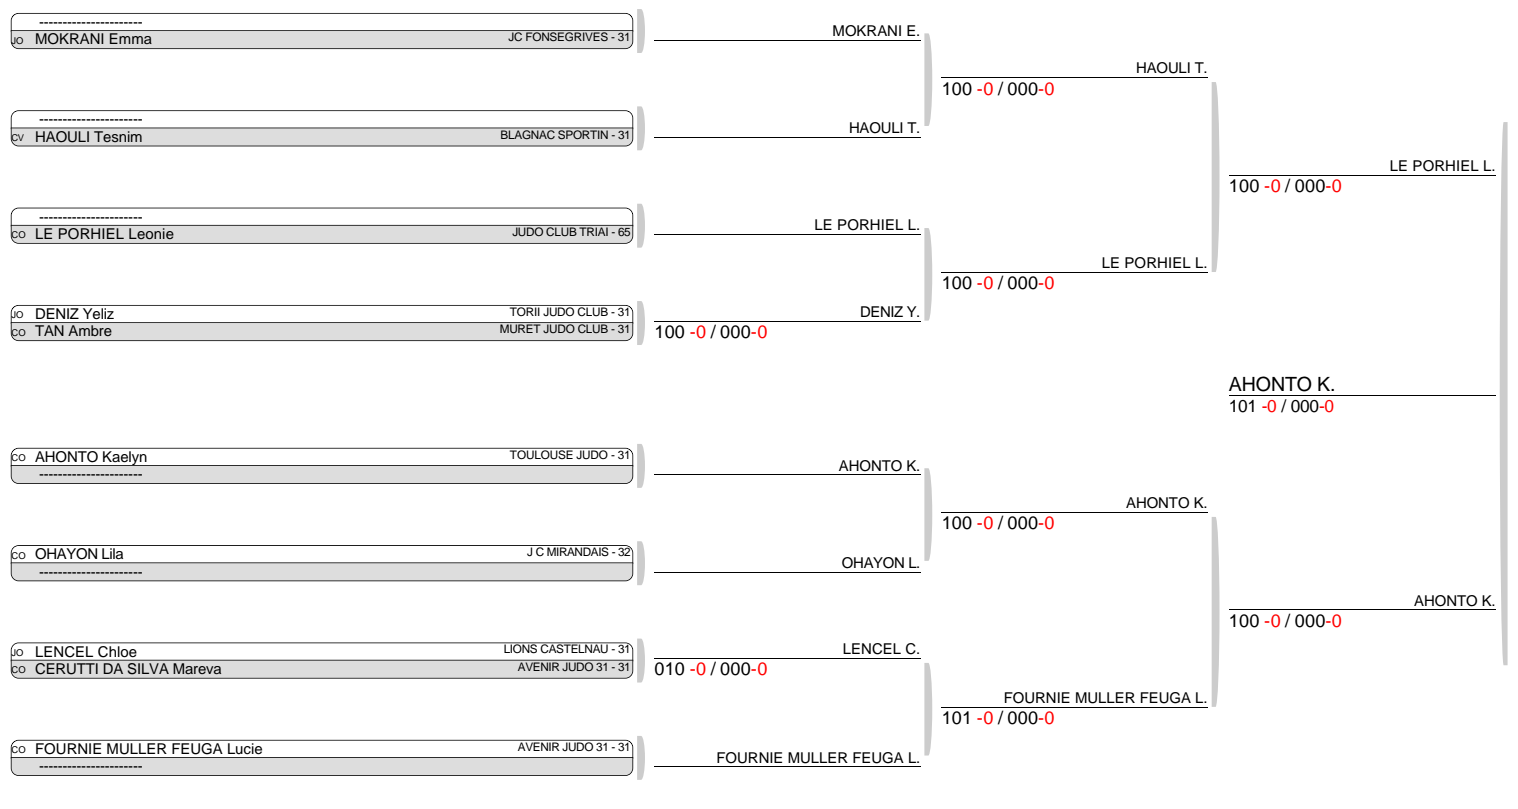 ----------------------
JO MOKRANI Emma JC FONSEGRIVES - 31
MOKRANI E.
HAOULI T.
100 -0 / 000-0
----------------------
CV HAOULI Tesnim BLAGNAC SPORTIN - 31
HAOULI T.
LE PORHIEL L.
100 -0 / 000-0
----------------------
CO LE PORHIEL Leonie JUDO CLUB TRIAI - 65
LE PORHIEL L.
LE PORHIEL L.
100 -0 / 000-0
JO DENIZ Yeliz TORII JUDO CLUB - 31
CO TAN Ambre MURET JUDO CLUB - 31
DENIZ Y.
100 -0 / 000-0
AHONTO K.
101 -0 / 000-0
CO AHONTO Kaelyn TOULOUSE JUDO - 31
----------------------
AHONTO K.
AHONTO K.
100 -0 / 000-0
CO OHAYON Lila J C MIRANDAIS - 32
----------------------
OHAYON L.
AHONTO K.
100 -0 / 000-0
JO LENCEL Chloe LIONS CASTELNAU - 31
CO CERUTTI DA SILVA Mareva AVENIR JUDO 31 - 31
LENCEL C.
010 -0 / 000-0
FOURNIE MULLER FEUGA L.
101 -0 / 000-0
CO FOURNIE MULLER FEUGA Lucie AVENIR JUDO 31 - 31
----------------------
FOURNIE MULLER FEUGA L.